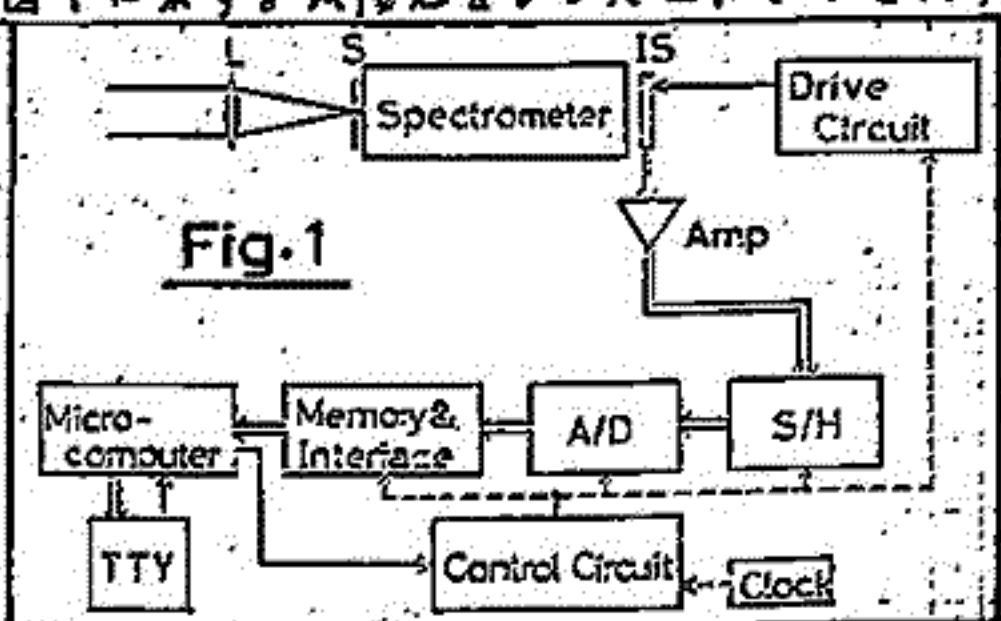 L
S
IS
Spectrometer
Drive
Circuit
Fig.1
Amp
Micro-
computer
Memory&
Interface
A/D
S/H
TTY
Control Circuit
Clock